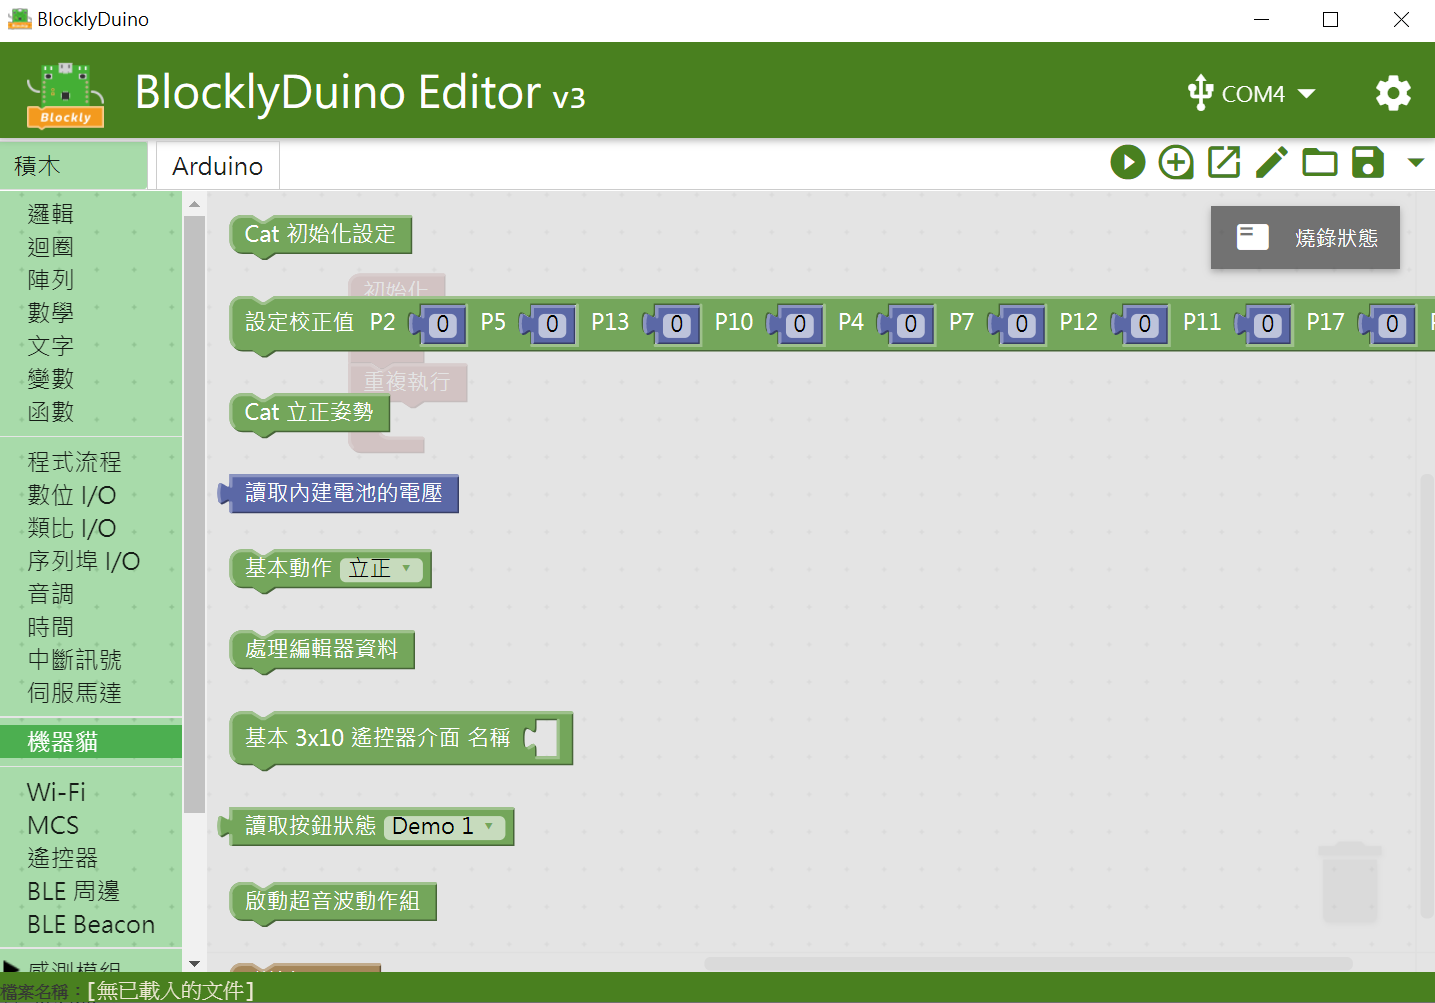 BlocklyDuino
Blockly
BlocklyDuino Editor v3
COM4
積木
Arduino
邏輯
迴圈
陣列
數學
文字
變數
函數
程式流程
數位 I/O
類比 I/O
序列埠 I/O
音調
時間
中斷訊號
伺服馬達
機器貓
Wi-Fi
MCS
遙控器
BLE 周邊
BLE Beacon
感測模組
Cat 初始化設定
燒錄狀態
初始化
設定校正值 P2 0 P5 0 P13 0 P10 0 P4 0 P7 0 P12 0 P11 0 P17 0
重複執行
Cat 立正姿勢
讀取內建電池的電壓
基本動作 立正
處理編輯器資料
基本 3x10 遙控器介面 名稱
讀取按鈕狀態 Demo 1
啟動超音波動作組
檔案名稱：[無已載入的文件]